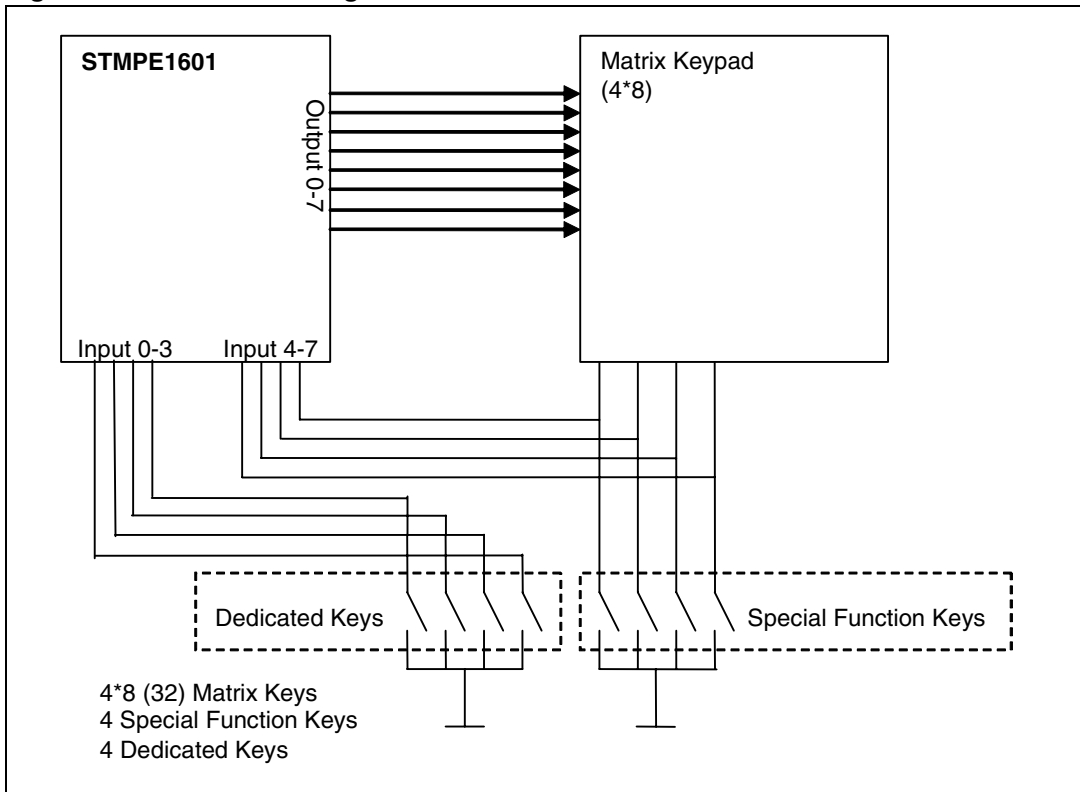 STMPE1601
Matrix Keypad
(4*8)
Output 0-7
Input 0-3
Input 4-7
Dedicated Keys
Special Function Keys
4*8 (32) Matrix Keys
4 Special Function Keys
4 Dedicated Keys